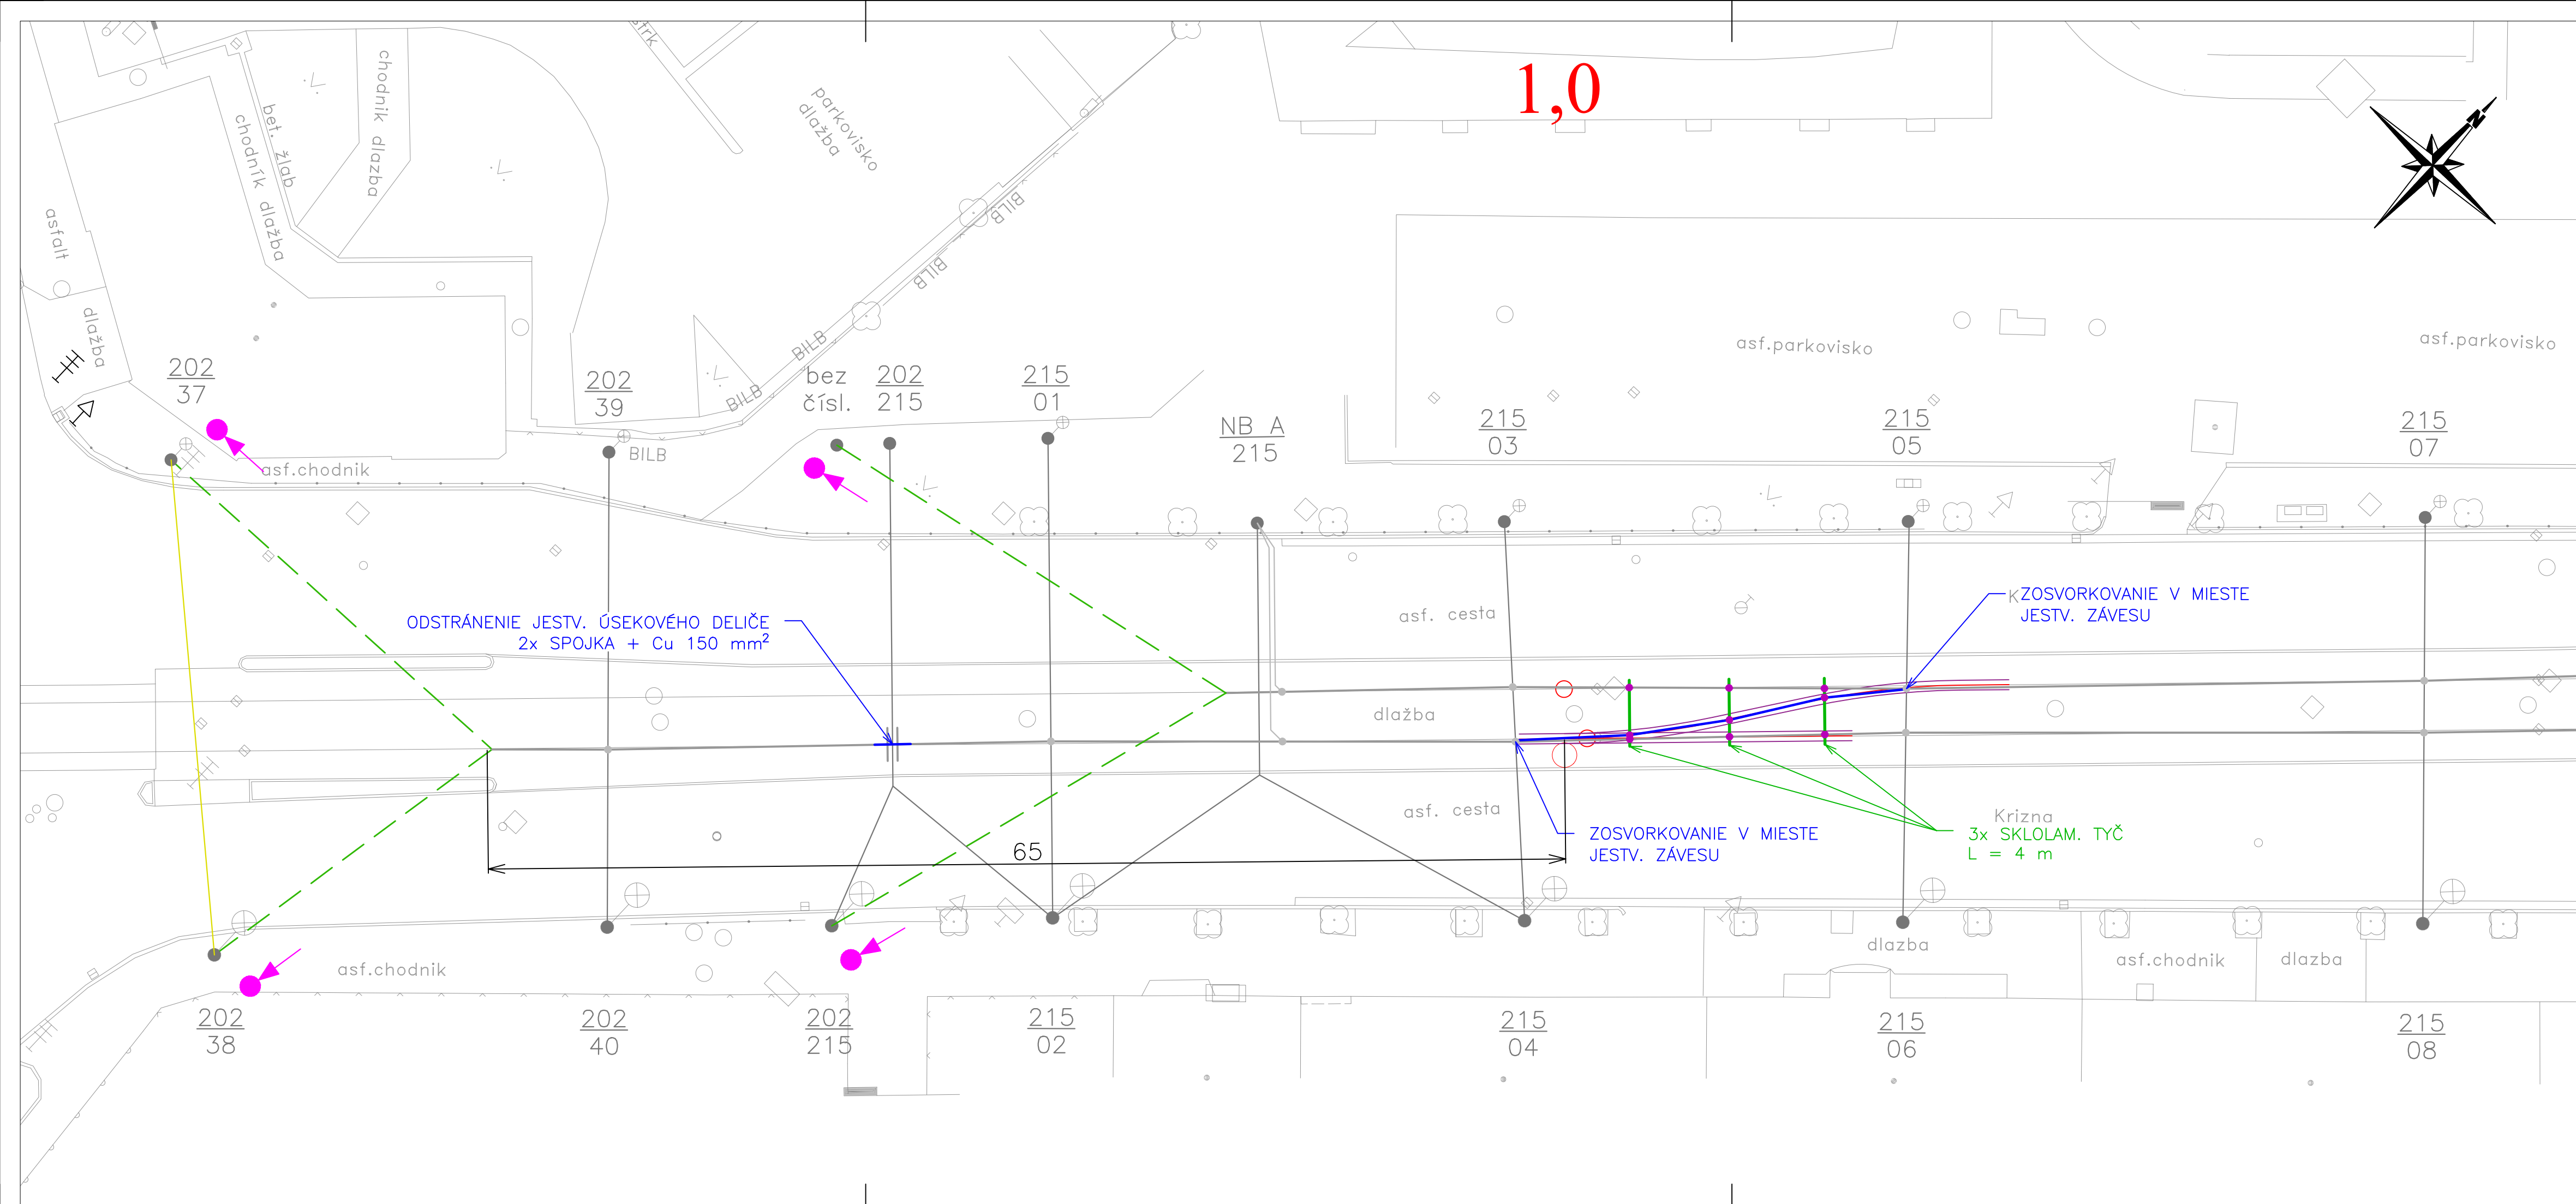 štrk
1,0
N
chodnik dlazba
bet. žlab
chodník dlažba
parkovisko
dlažba
asfalt
dlažba
BILB
BILB
BILB
BILB
BILB
asf.parkovisko
asf.parkovisko
202
37
202
39
bez
čísl.
202
215
215
01
NB A
215
215
03
215
05
215
07
asf.chodnik
ODSTRÁNENIE JESTV. ÚSEKOVÉHO DELIČE
2x SPOJKA + Cu 150 mm²
asf. cesta
K
ZOSVORKOVANIE V MIESTE
JESTV. ZÁVESU
dlažba
asf. cesta
Krizna
ZOSVORKOVANIE V MIESTE
JESTV. ZÁVESU
3x SKLOLAM. TYČ
L = 4 m
65
asf.chodnik
dlazba
asf.chodnik
dlazba
202
38
202
40
202
215
215
02
215
04
215
06
215
08